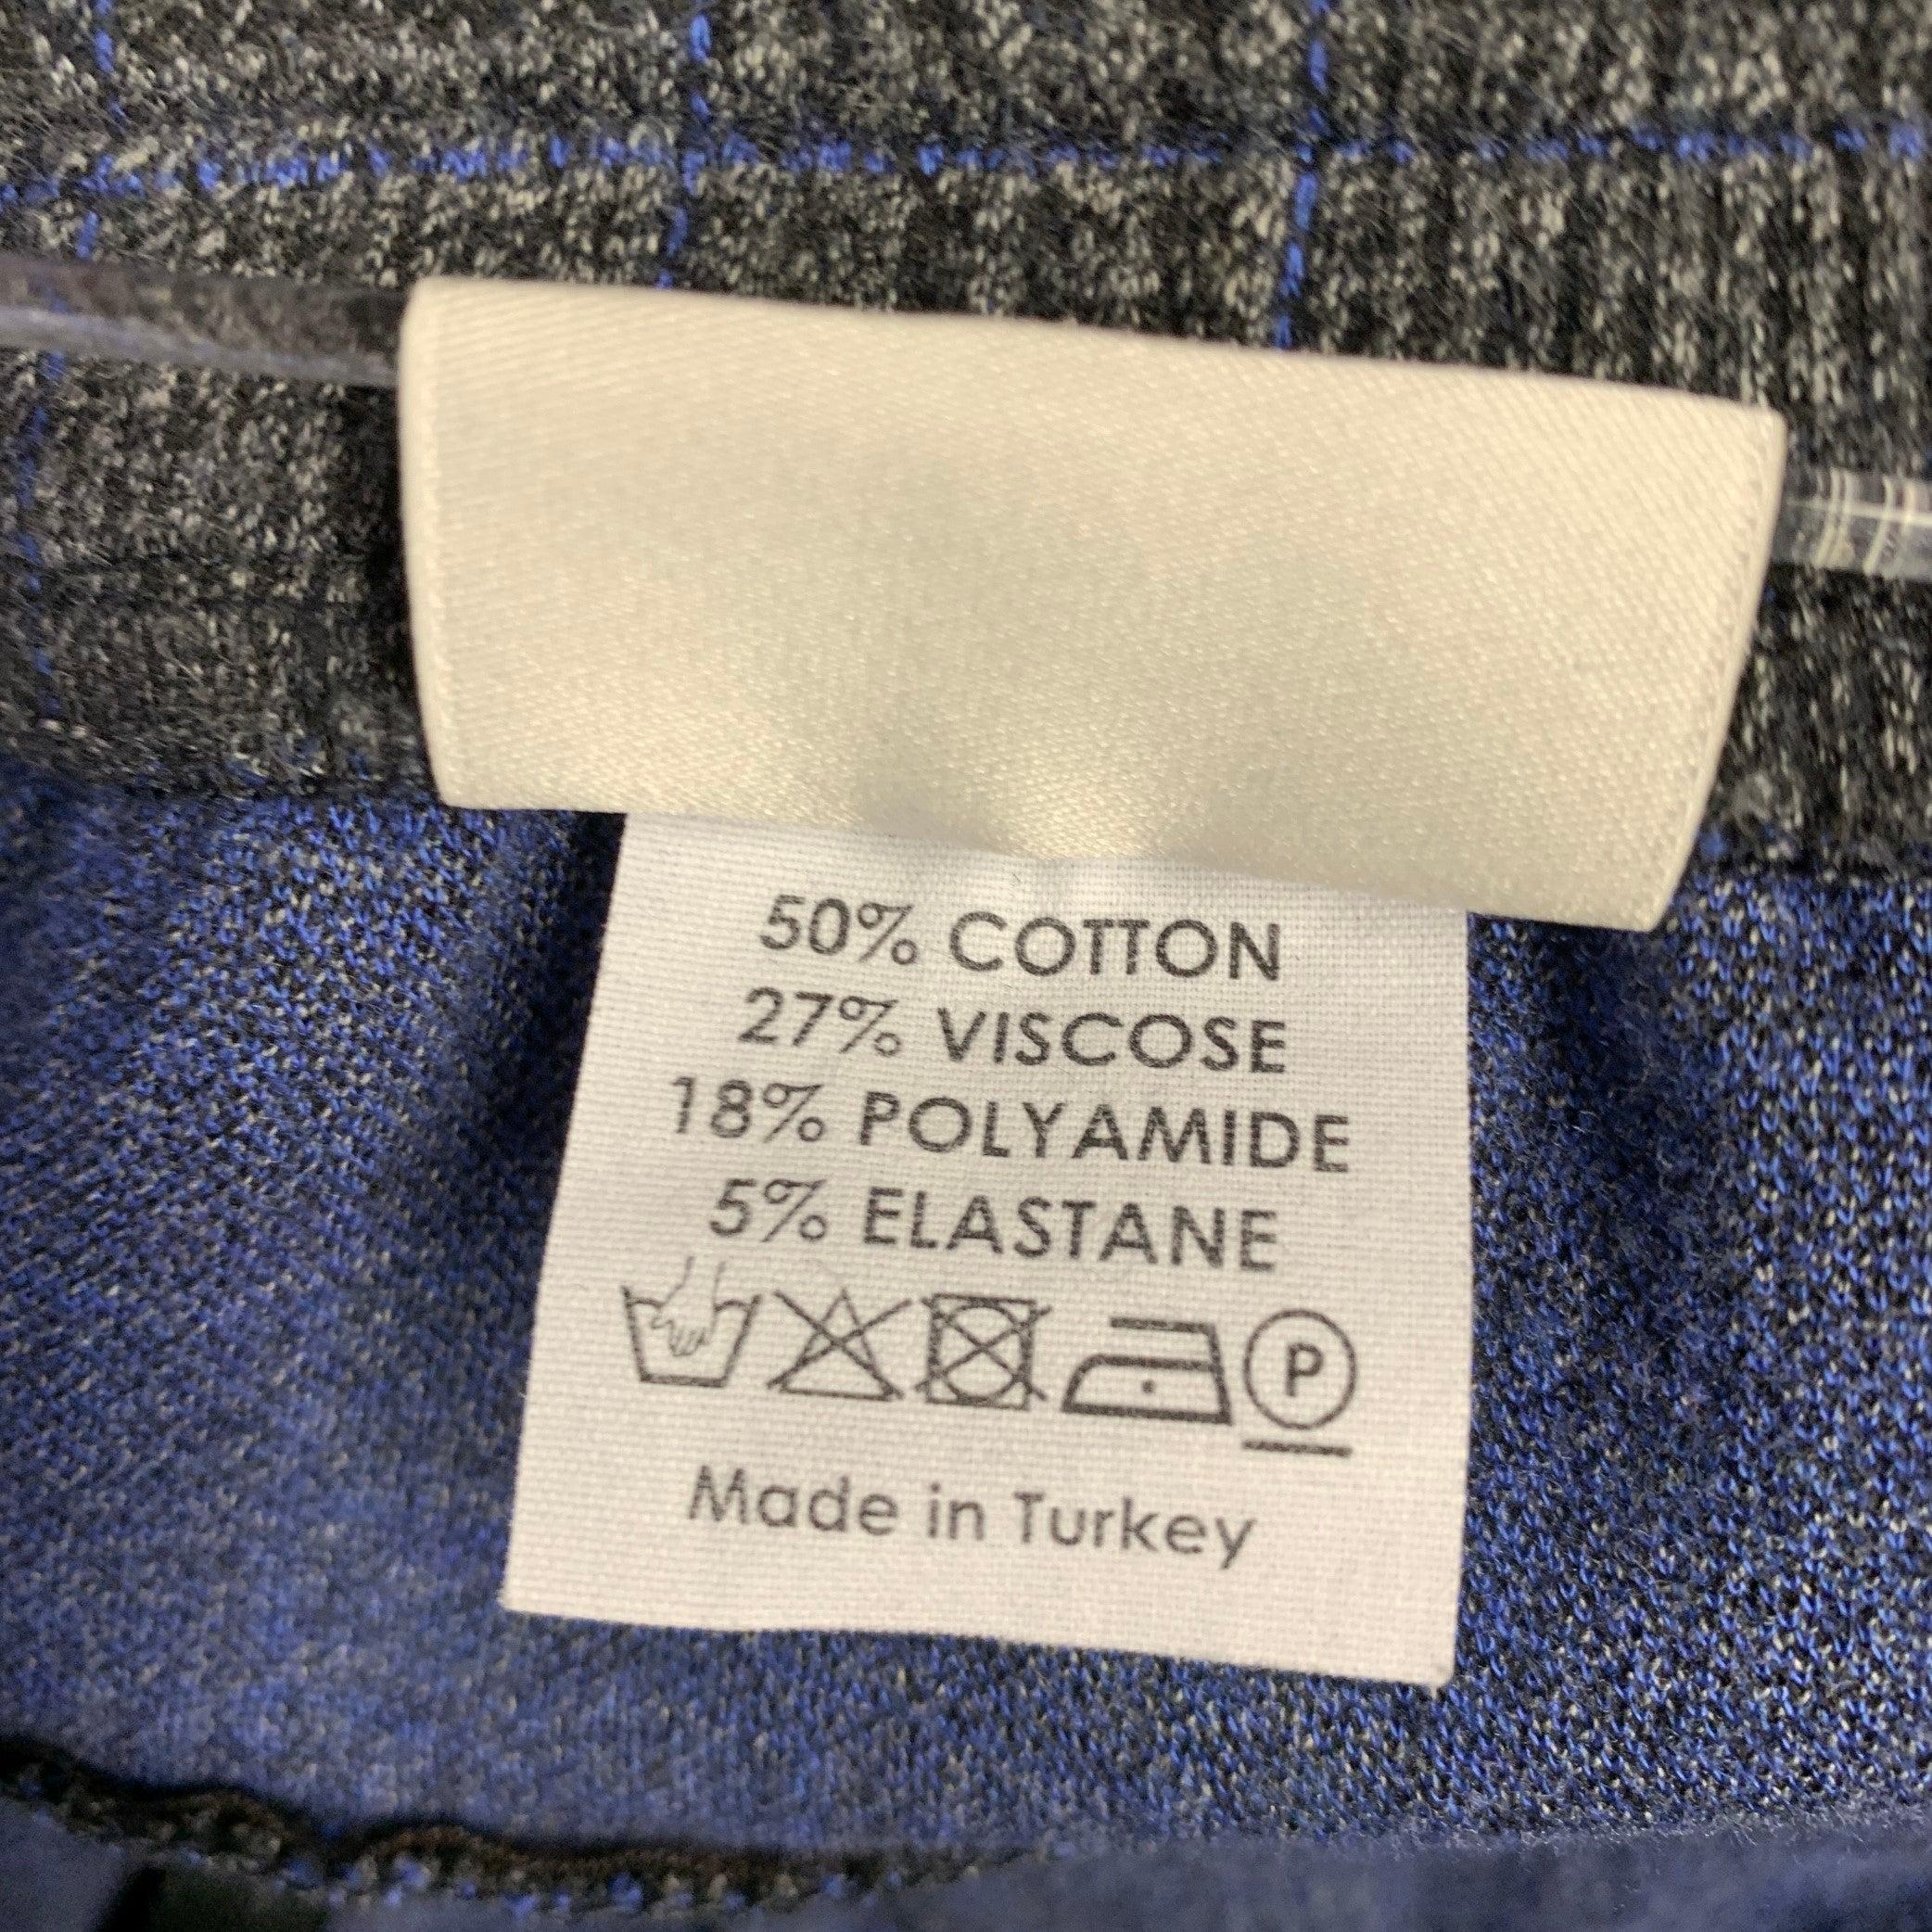 50% COTTON
27% VISCOSE
18% POLYAMIDE
5% ELASTANE
P
Made in Turkey